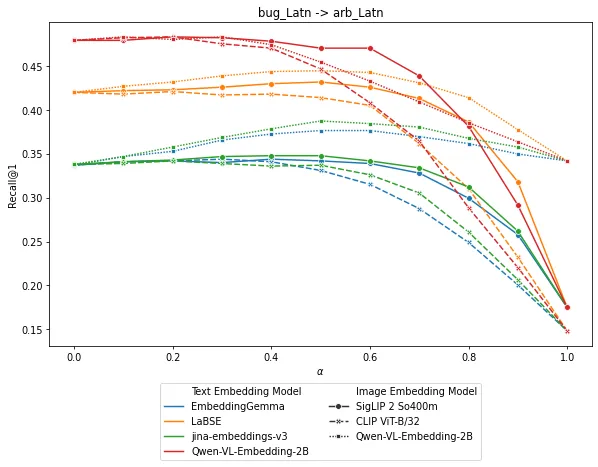 bug_Latn -> arb_Latn
Recall@1
0.45
0.40
0.35
0.30
0.25
0.20
0.15
0.0
0.2
0.4
0.6
0.8
1.0
α
Text Embedding Model
EmbeddingGemma
LaBSE
jina-embeddings-v3
Qwen-VL-Embedding-2B
Image Embedding Model
SigLIP 2 So400m
CLIP ViT-B/32
Qwen-VL-Embedding-2B